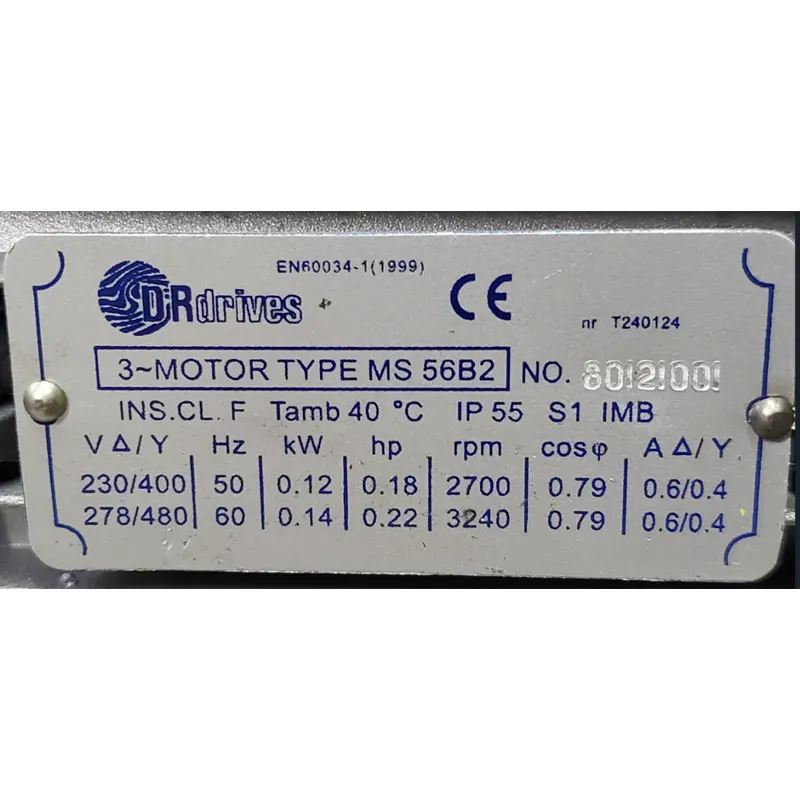 EN60034-1(1999)
DRdrives
CE
nr T240124
3~MOTOR TYPE MS 56B2 NO. 80121001
INS.CL. F Tamb 40 °C IP 55 S1 IMB
V Δ/Y Hz kW hp rpm cosφ A Δ/Y
230/400 50 0.12 0.18 2700 0.79 0.6/0.4
278/480 60 0.14 0.22 3240 0.79 0.6/0.4